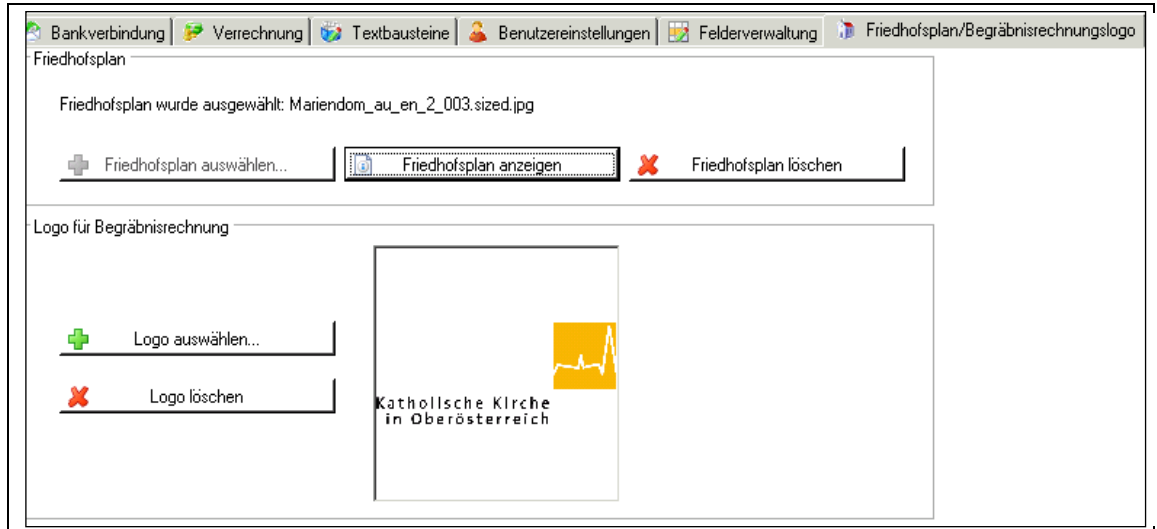 Bankverbindung Verrechnung Textbausteine Benutzereinstellungen Felderverwaltung Friedhofsplan/Begräbnisrechnungslogo
Friedhofsplan
Friedhofsplan wurde ausgewählt: Mariendom_au_en_2_003.sized.jpg
Friedhofsplan auswählen... Friedhofsplan anzeigen Friedhofsplan löschen
Logo für Begräbnisrechnung
Logo auswählen...
Logo löschen
Katholische Kirche
in Oberösterreich